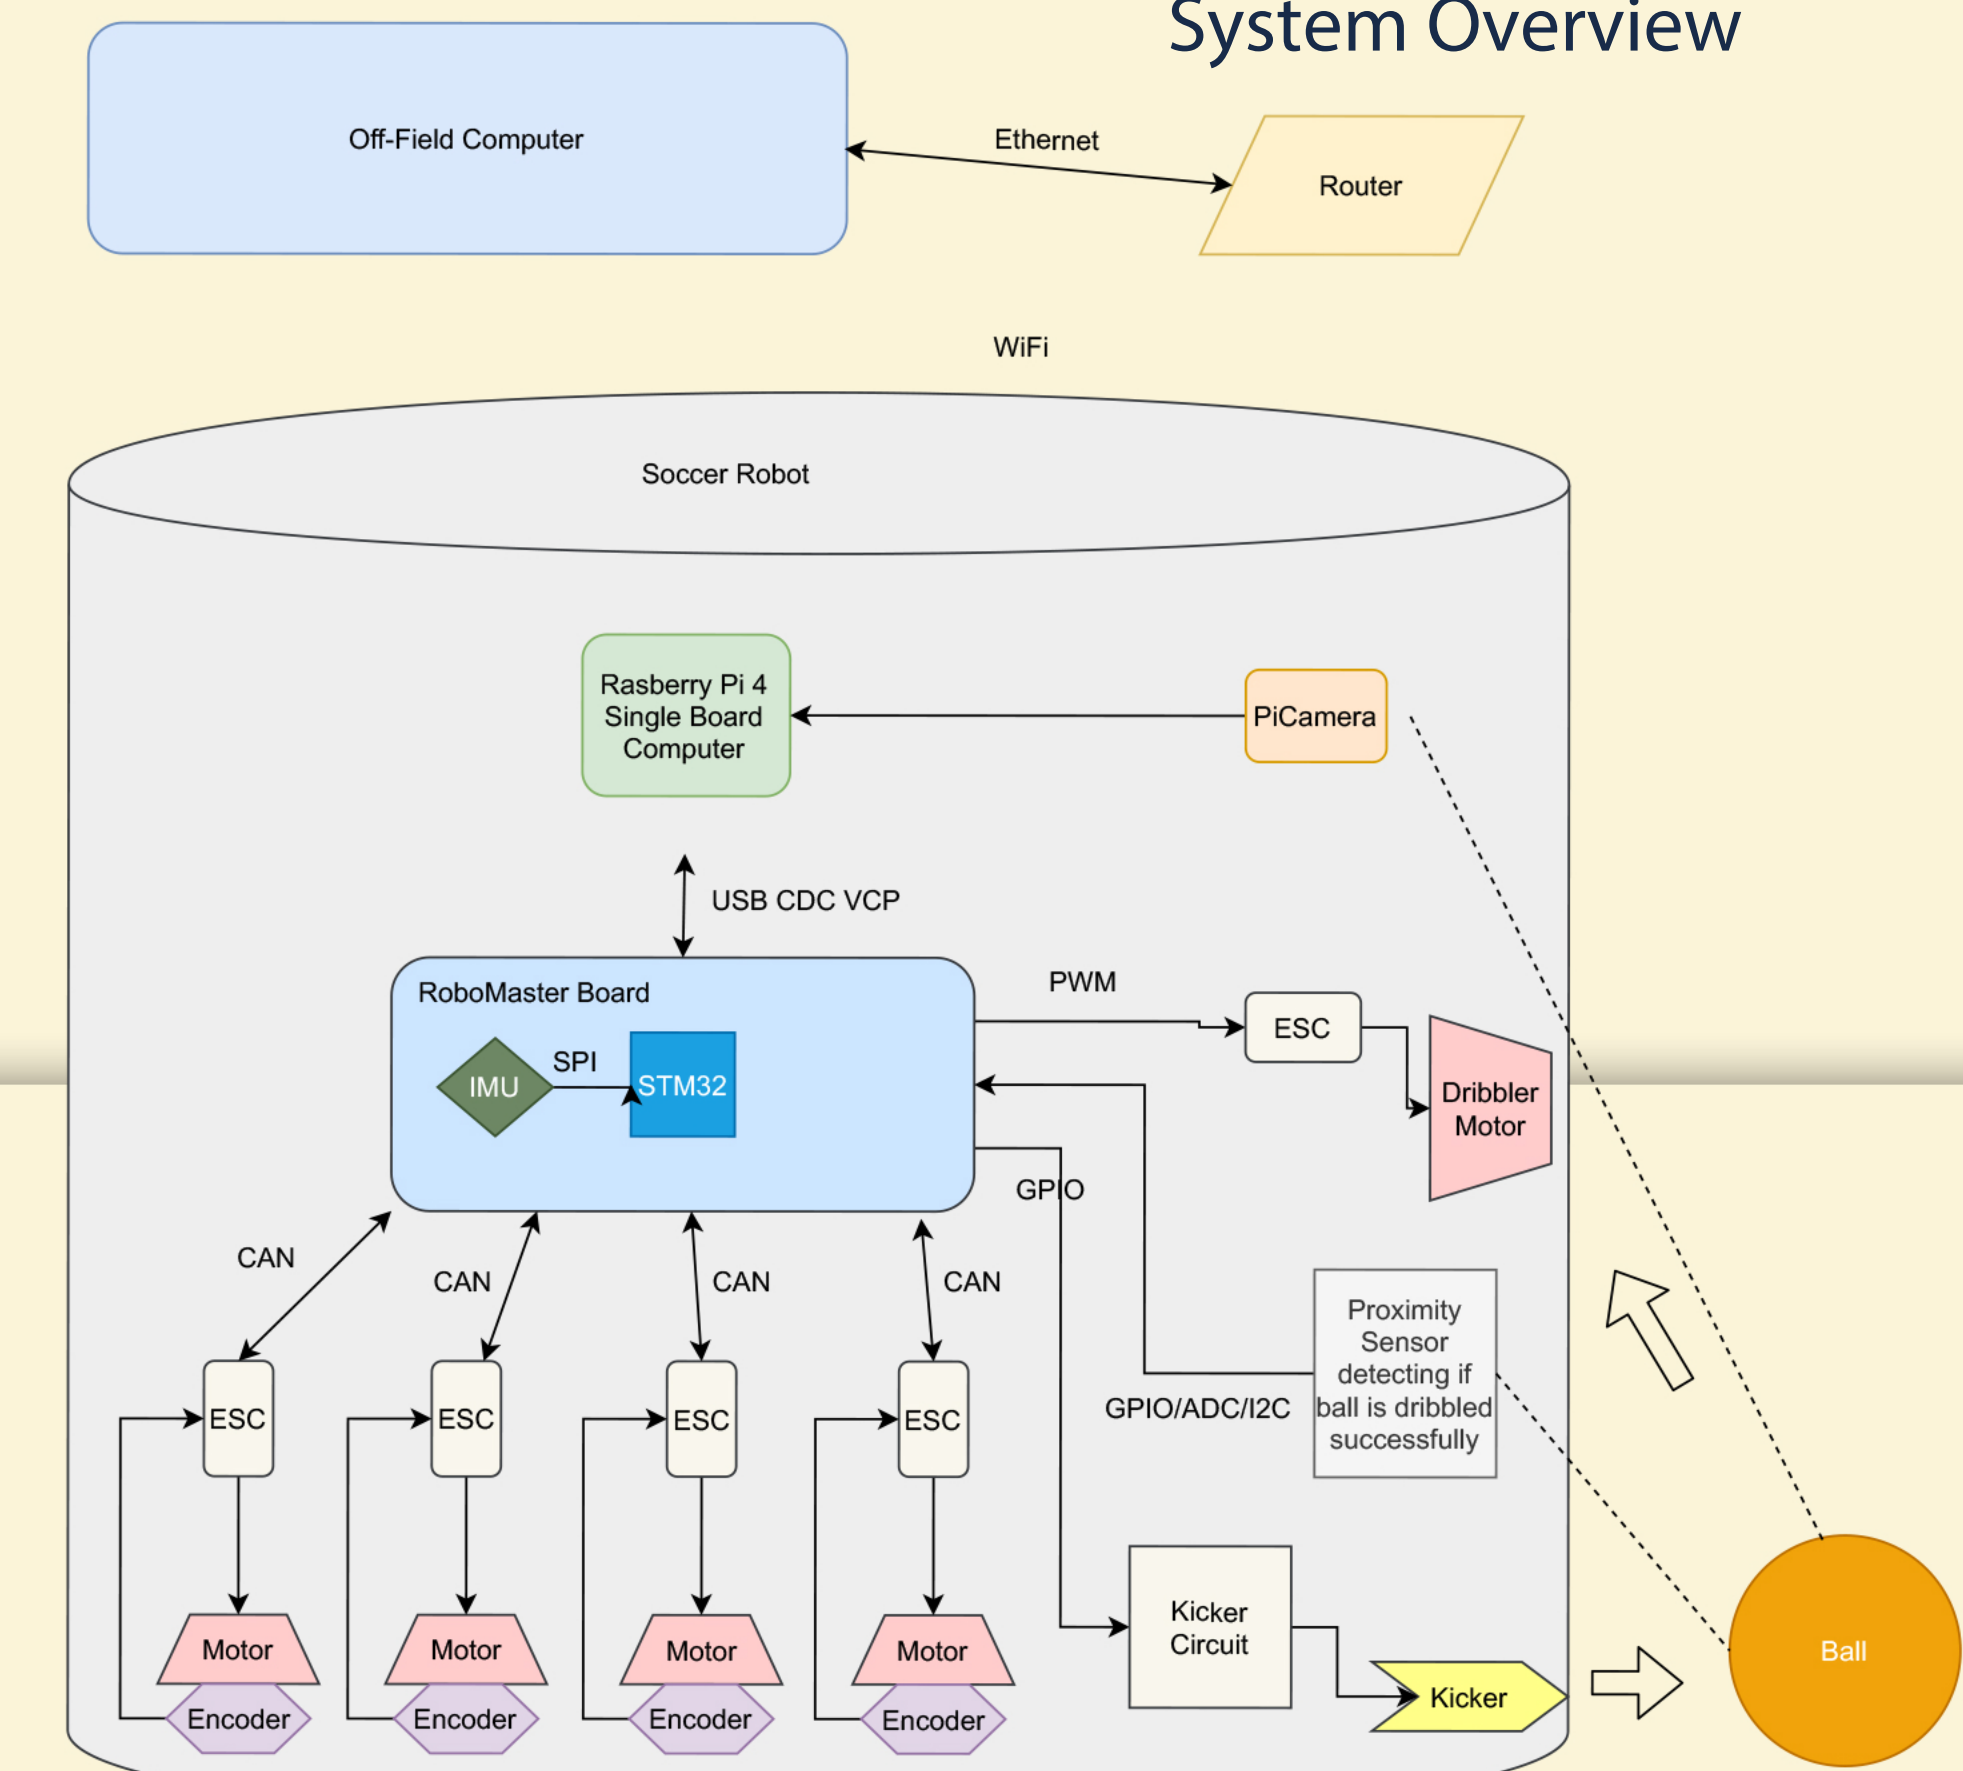 System Overview
Off-Field Computer
Ethernet
Router
WiFi
Soccer Robot
Rasberry Pi 4
Single Board
Computer
PiCamera
USB CDC VCP
RoboMaster Board
PWM
ESC
IMU
SPI
STM32
Dribbler
Motor
GPIO
CAN
CAN
CAN
CAN
Proximity
Sensor
detecting if
ball is dribbled
successfully
GPIO/ADC/I2C
ESC
ESC
ESC
ESC
Kicker
Circuit
Motor
Motor
Motor
Motor
Ball
Kicker
Encoder
Encoder
Encoder
Encoder